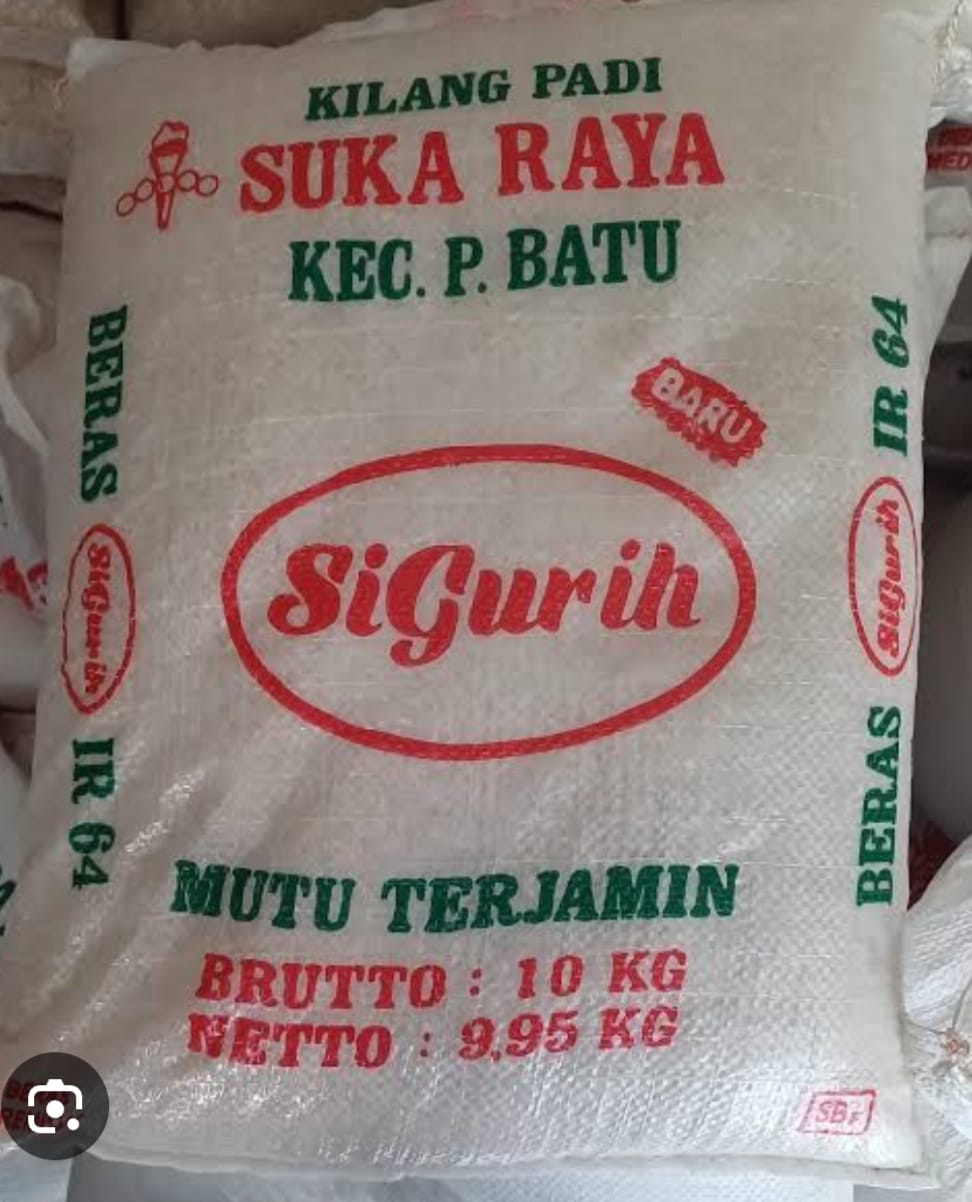 KILANG PADI
SUKA RAYA
KEC. P. BATU
BARU
SiGurih
BERAS SiGurih IR 64
BERAS SiGurih IR 64
MUTU TERJAMIN
BRUTTO : 10 KG
NETTO : 9,95 KG